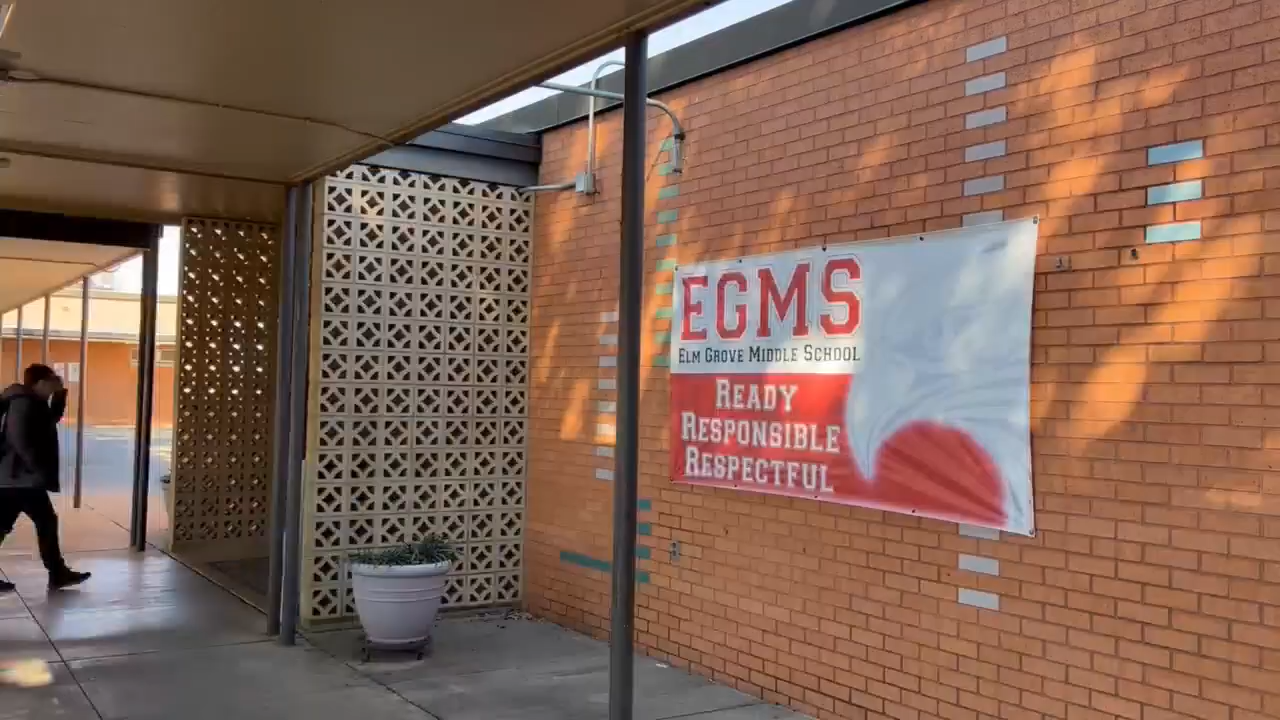 EGMS
ELM GROVE MIDDLE SCHOOL
READY
RESPONSIBLE
RESPECTFUL